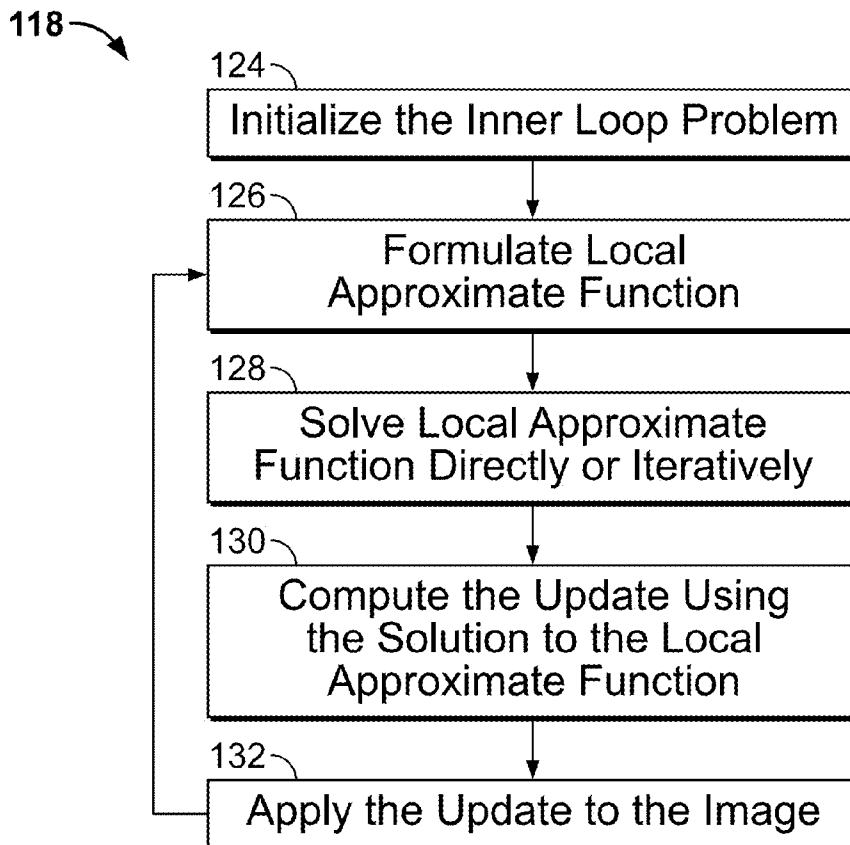 118
124
Initialize the Inner Loop Problem
126
Formulate Local
Approximate Function
128
Solve Local Approximate
Function Directly or Iteratively
130
Compute the Update Using
the Solution to the Local
Approximate Function
132
Apply the Update to the Image